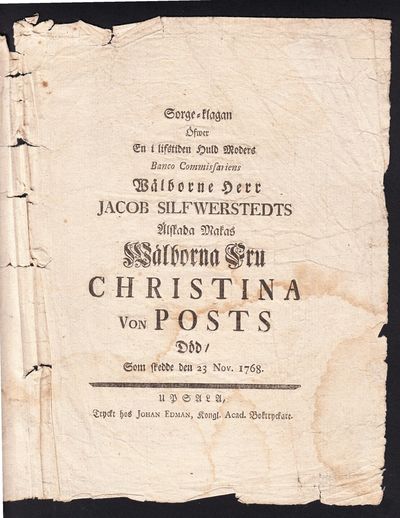 Sorge-klagan
Öfwer
En i lifstiden Huld Moders
Banco Commissariens
Wälborne Herr
JACOB SILFWERSTEDTS
Älskada Makas
Wälborna Fru
CHRISTINA
VON POSTS
Död/
Som skedde den 23 Nov. 1768.
UPSALA,
Tryckt hos JOHAN EDMAN, Kongl. Acad. Boktryckare.